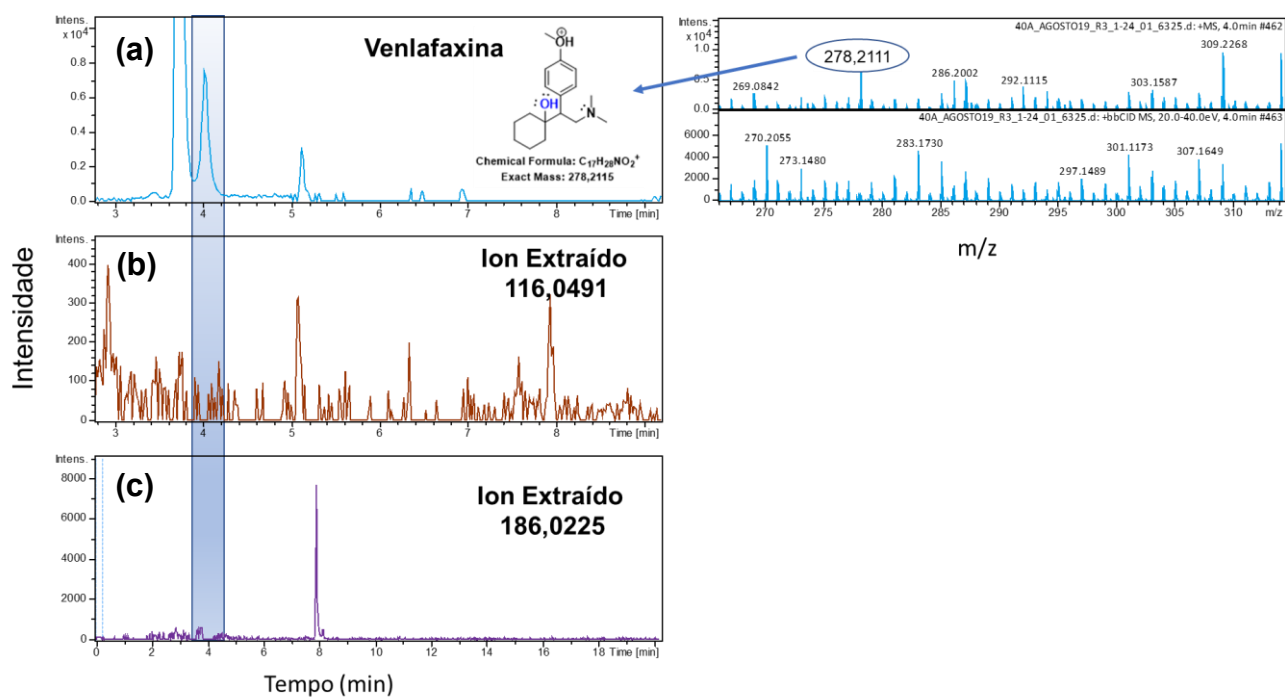 Intens.
x 10⁴
(a)
0.8
0.6
0.4
0.2
0.0
3
4
5
6
7
8
Time [min]
Venlafaxina
⊕
OH
:OH
N
Chemical Formula: C₁₇H₂₈NO₂⁺
Exact Mass: 278,2115
Intens.
x10⁴
1.0
0.5
0.0
40A_AGOSTO19_R3_1-24_01_6325.d: +MS, 4.0min #462
278,2111
269.0842
286.2002
292.1115
303.1587
309.2268
40A_AGOSTO19_R3_1-24_01_6325.d: +bbCID MS, 20.0-40.0eV, 4.0min #463
6000
4000
2000
0
270.2055
273.1480
283.1730
297.1489
301.1173
307.1649
270
275
280
285
290
295
300
305
310
m/z
m/z
Intensidade
Intens.
(b)
400
300
200
100
0
Ion Extraído
116,0491
3
4
5
6
7
8
Time [min]
Intens.
(c)
8000
6000
4000
2000
0
Ion Extraído
186,0225
0
2
4
6
8
10
12
14
16
18
Time [min]
Tempo (min)